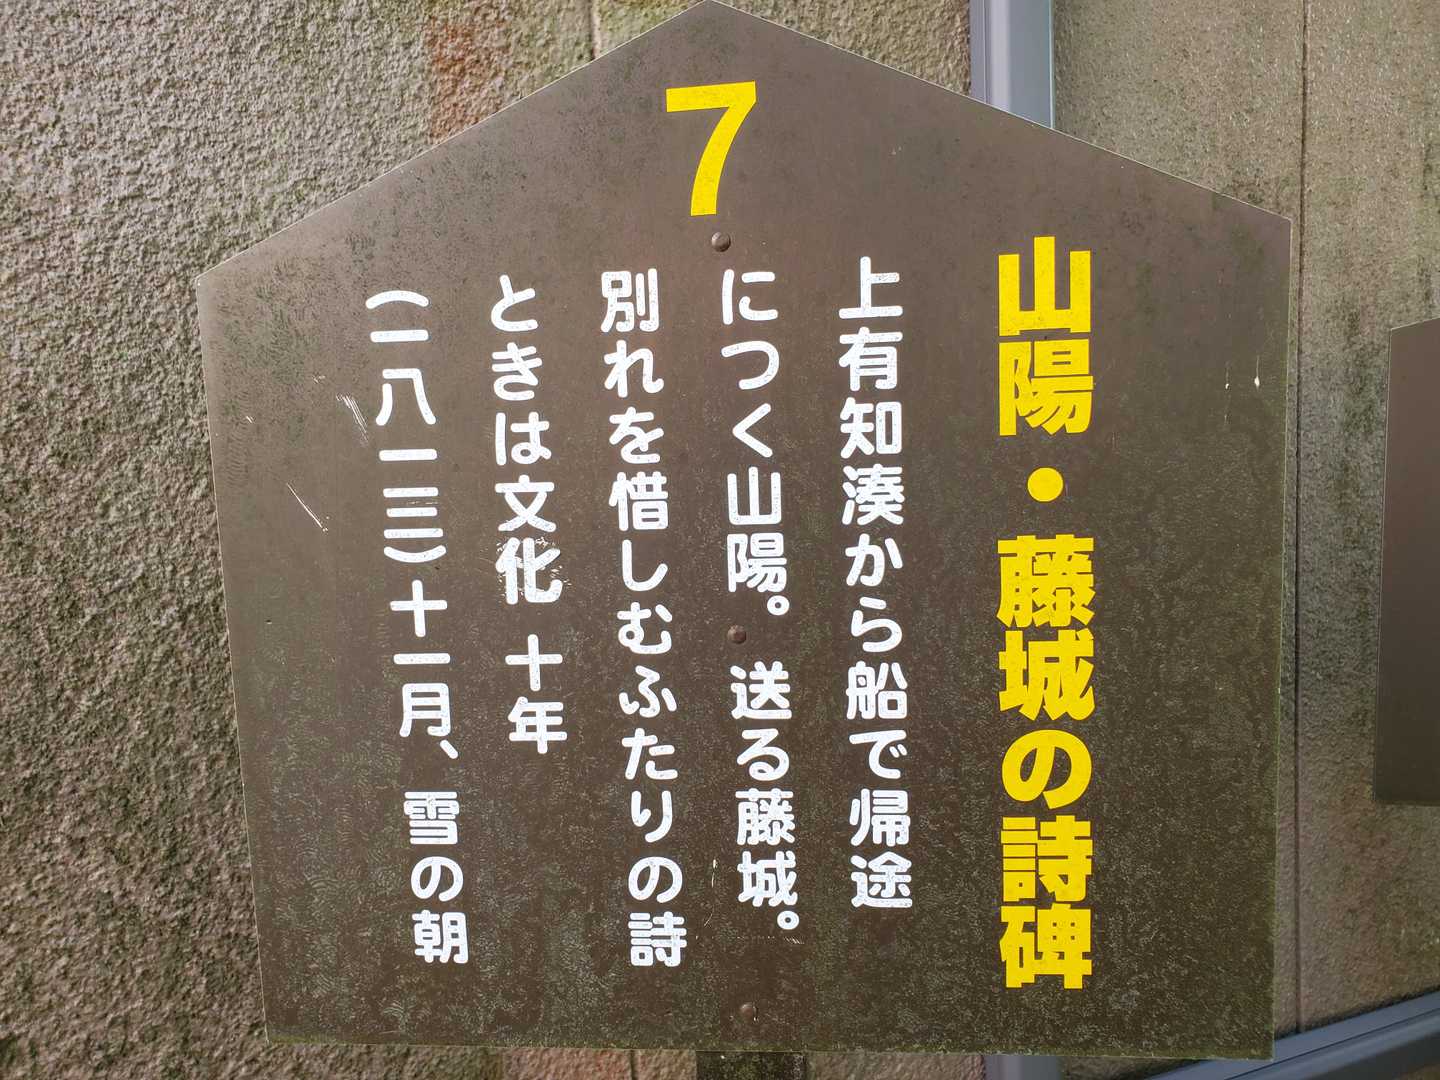 7
山陽・藤城の詩碑
上有知湊から船で帰途
につく山陽。送る藤城。
別れを惜しむふたりの詩
ときは文化 十年
(一八一三)十一月、雪の朝